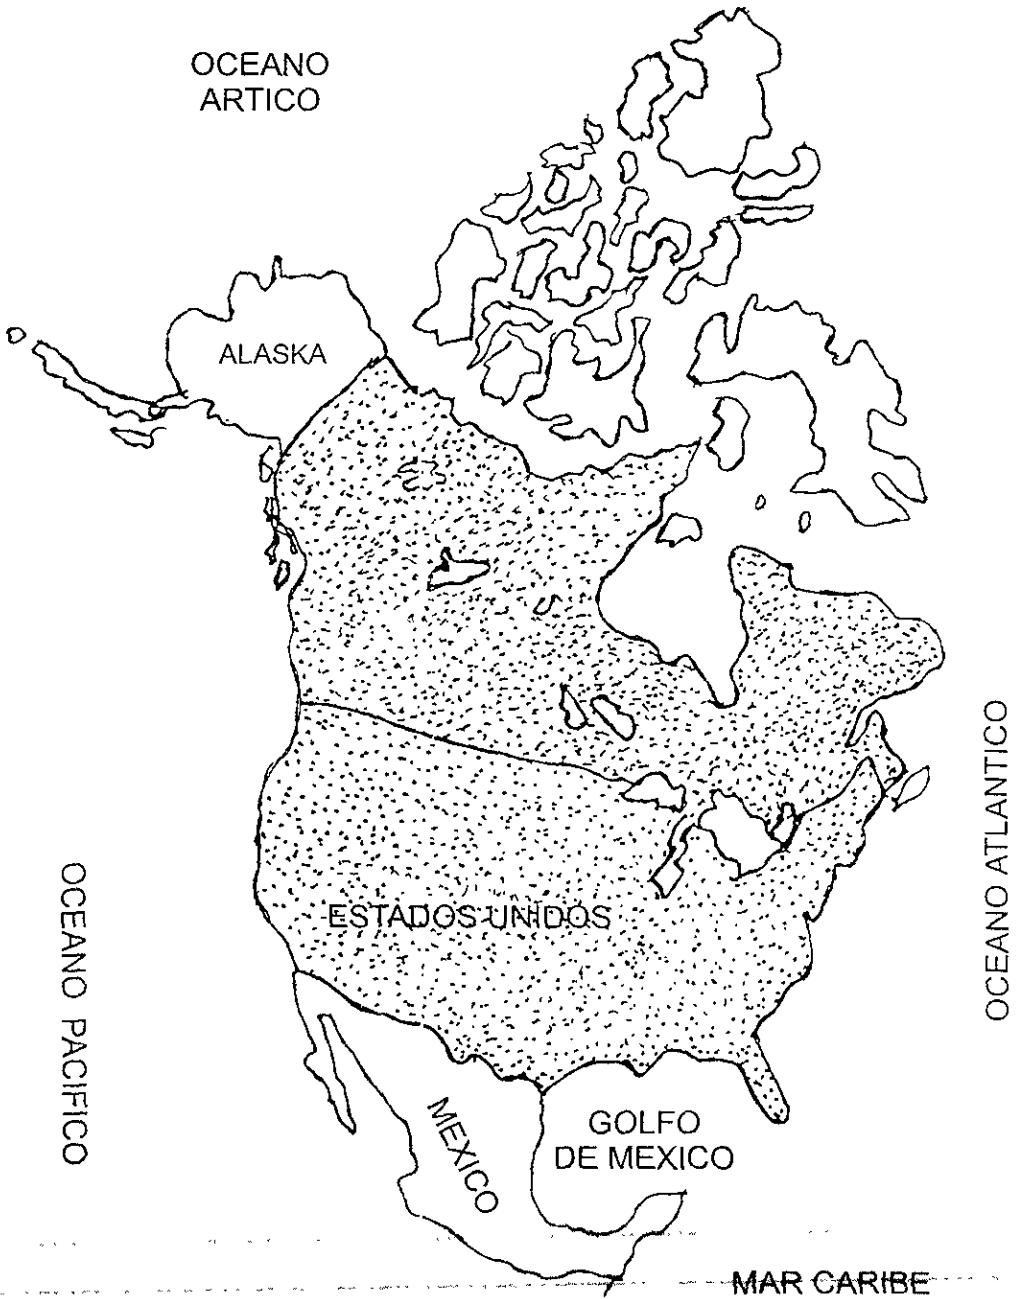 OCEANO
ARTICO
ALASKA
OCEANO ATLANTICO
OCEANO PACIFICO
ESTADOS UNIDOS
MEXICO
GOLFO
DE MEXICO
MAR CARIBE